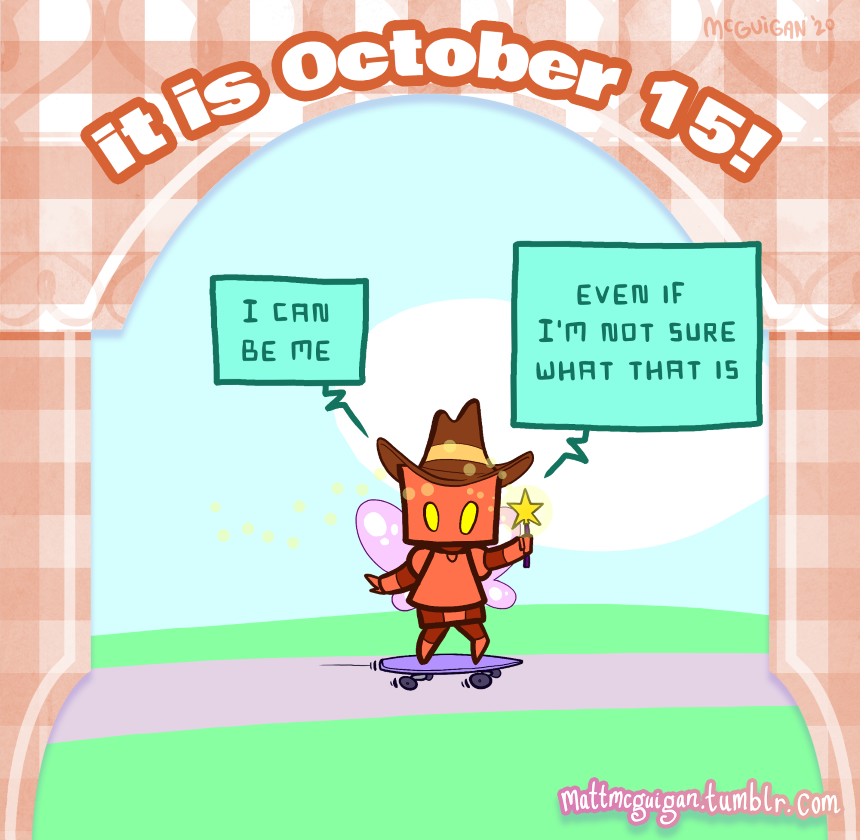 McGUiGAN '20
it is October 15!
I CAN
BE ME
EVEN IF
I'M NOT SURE
WHAT THAT IS
mattmcguigan.tumblr.com